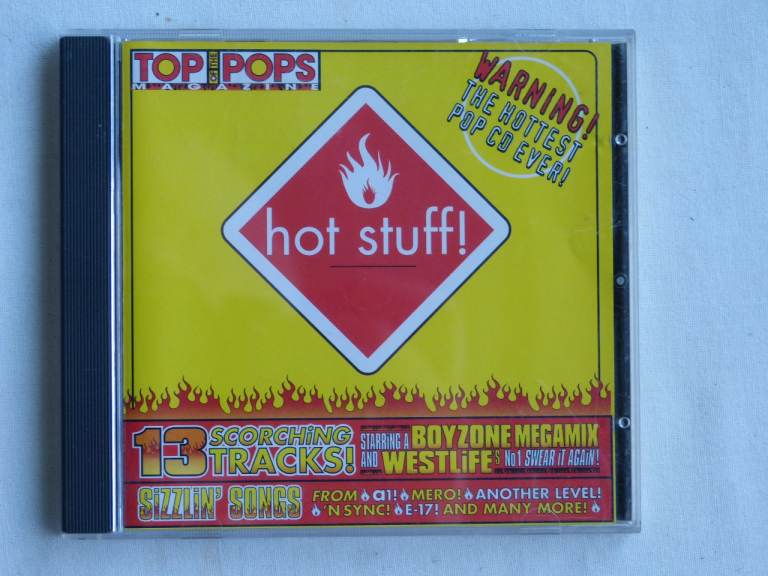 TOP OF THE POPS
MAGAZINE
WARNING!
THE HOTTEST
POP CD EVER!
hot stuff!
13 SCORCHiNG TRACKS!
STARRiNG A BOYZONE MEGAMIX
AND WESTLiFE'S No1 SWEAR iT AGAiN!
SiZZLiN' SONGS
FROM a1! MERO! ANOTHER LEVEL!
'N SYNC! E-17! AND MANY MORE!